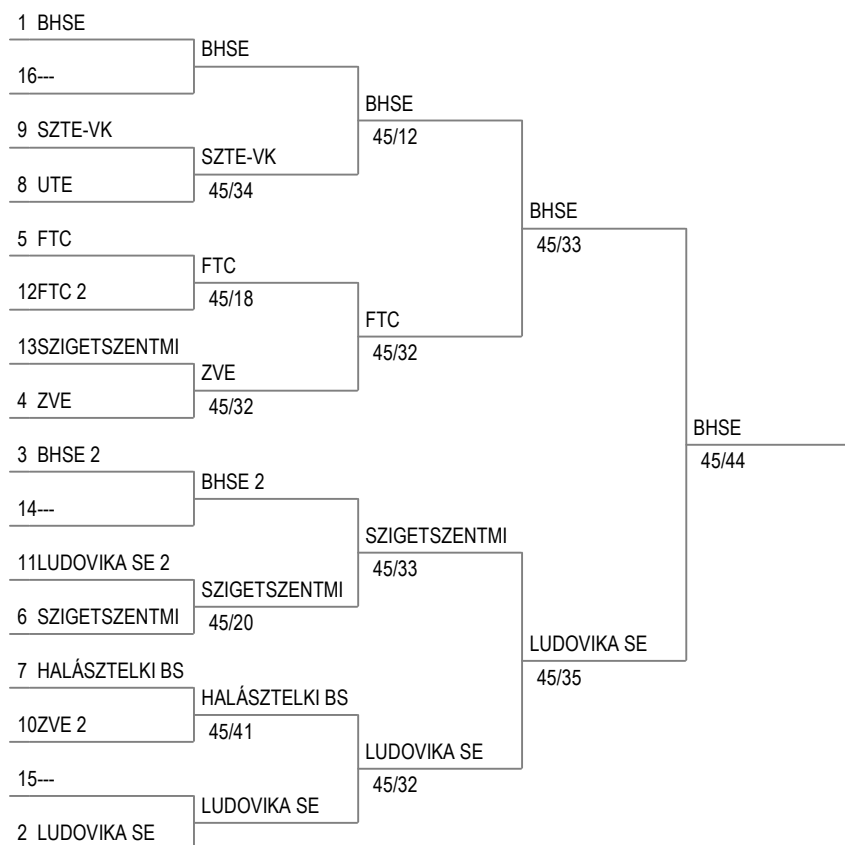 1 BHSE
16---
9 SZTE-VK
8 UTE
5 FTC
12FTC 2
13SZIGETSZENTMI
4 ZVE
3 BHSE 2
14---
11LUDOVIKA SE 2
6 SZIGETSZENTMI
7 HALÁSZTELKI BS
10ZVE 2
15---
2 LUDOVIKA SE
BHSE
SZTE-VK
45/34
FTC
45/18
ZVE
45/32
BHSE 2
SZIGETSZENTMI
45/20
HALÁSZTELKI BS
45/41
LUDOVIKA SE
BHSE
45/12
FTC
45/32
SZIGETSZENTMI
45/33
LUDOVIKA SE
45/32
BHSE
45/33
LUDOVIKA SE
45/35
BHSE
45/44